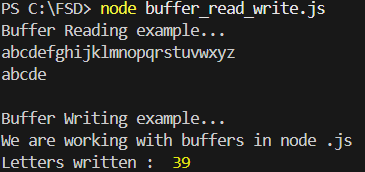 PS C:\FSD> node buffer_read_write.js
Buffer Reading example...
abcdefghijklmnopqrstuvwxyz
abcde
Buffer Writing example...
We are working with buffers in node .js
Letters written :  39